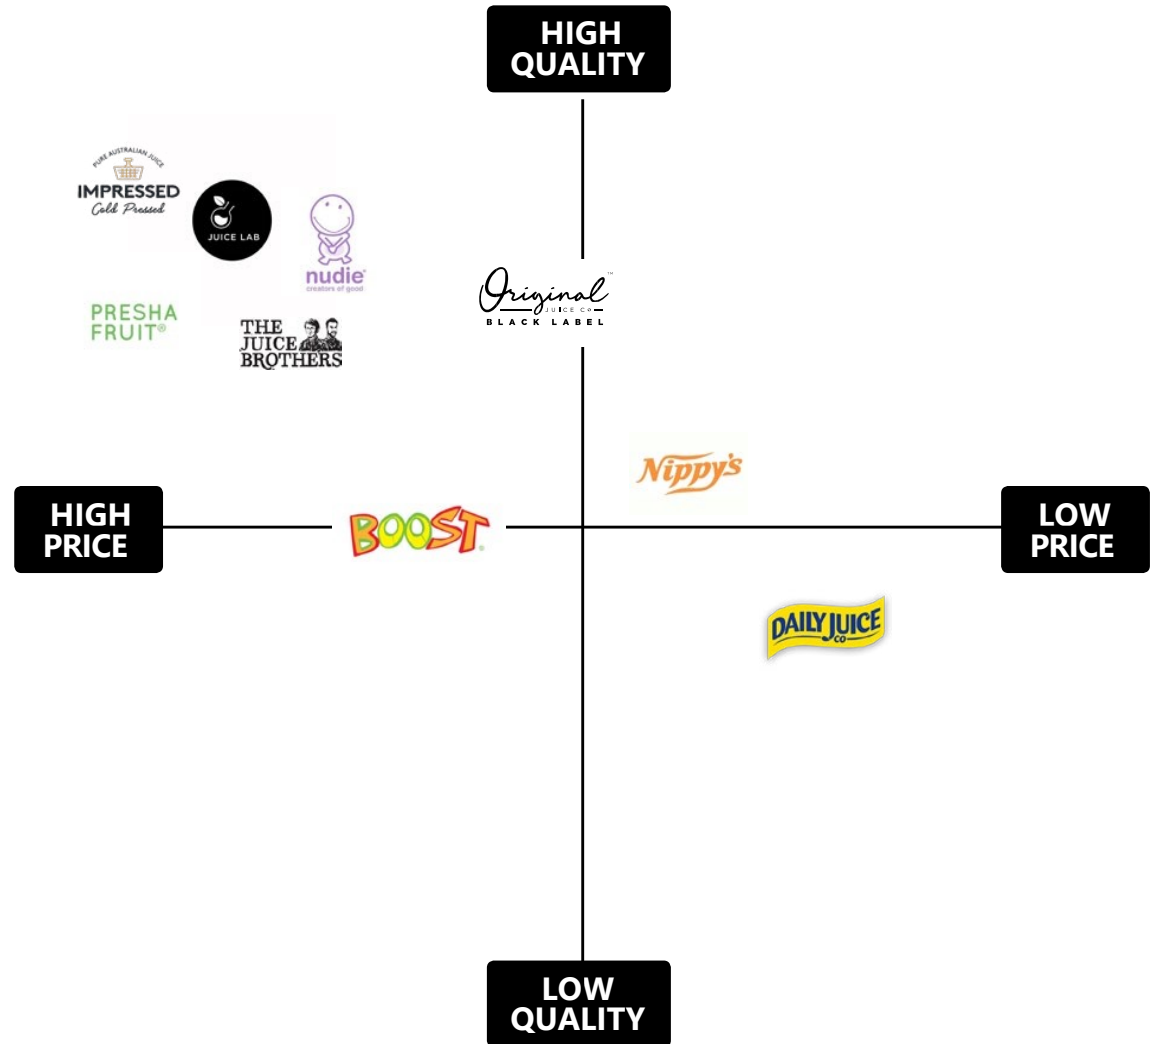 HIGH
QUALITY
PURE AUSTRALIAN JUICE
IMPRESSED
Cold Pressed
JUICE LAB
nudie®
creators of good
Original™
JUICE Co
BLACK LABEL
PRESHA
FRUIT®
THE
JUICE
BROTHERS
Nippy's
HIGH
PRICE
BOOST®
LOW
PRICE
DAILY JUICE
CO
LOW
QUALITY